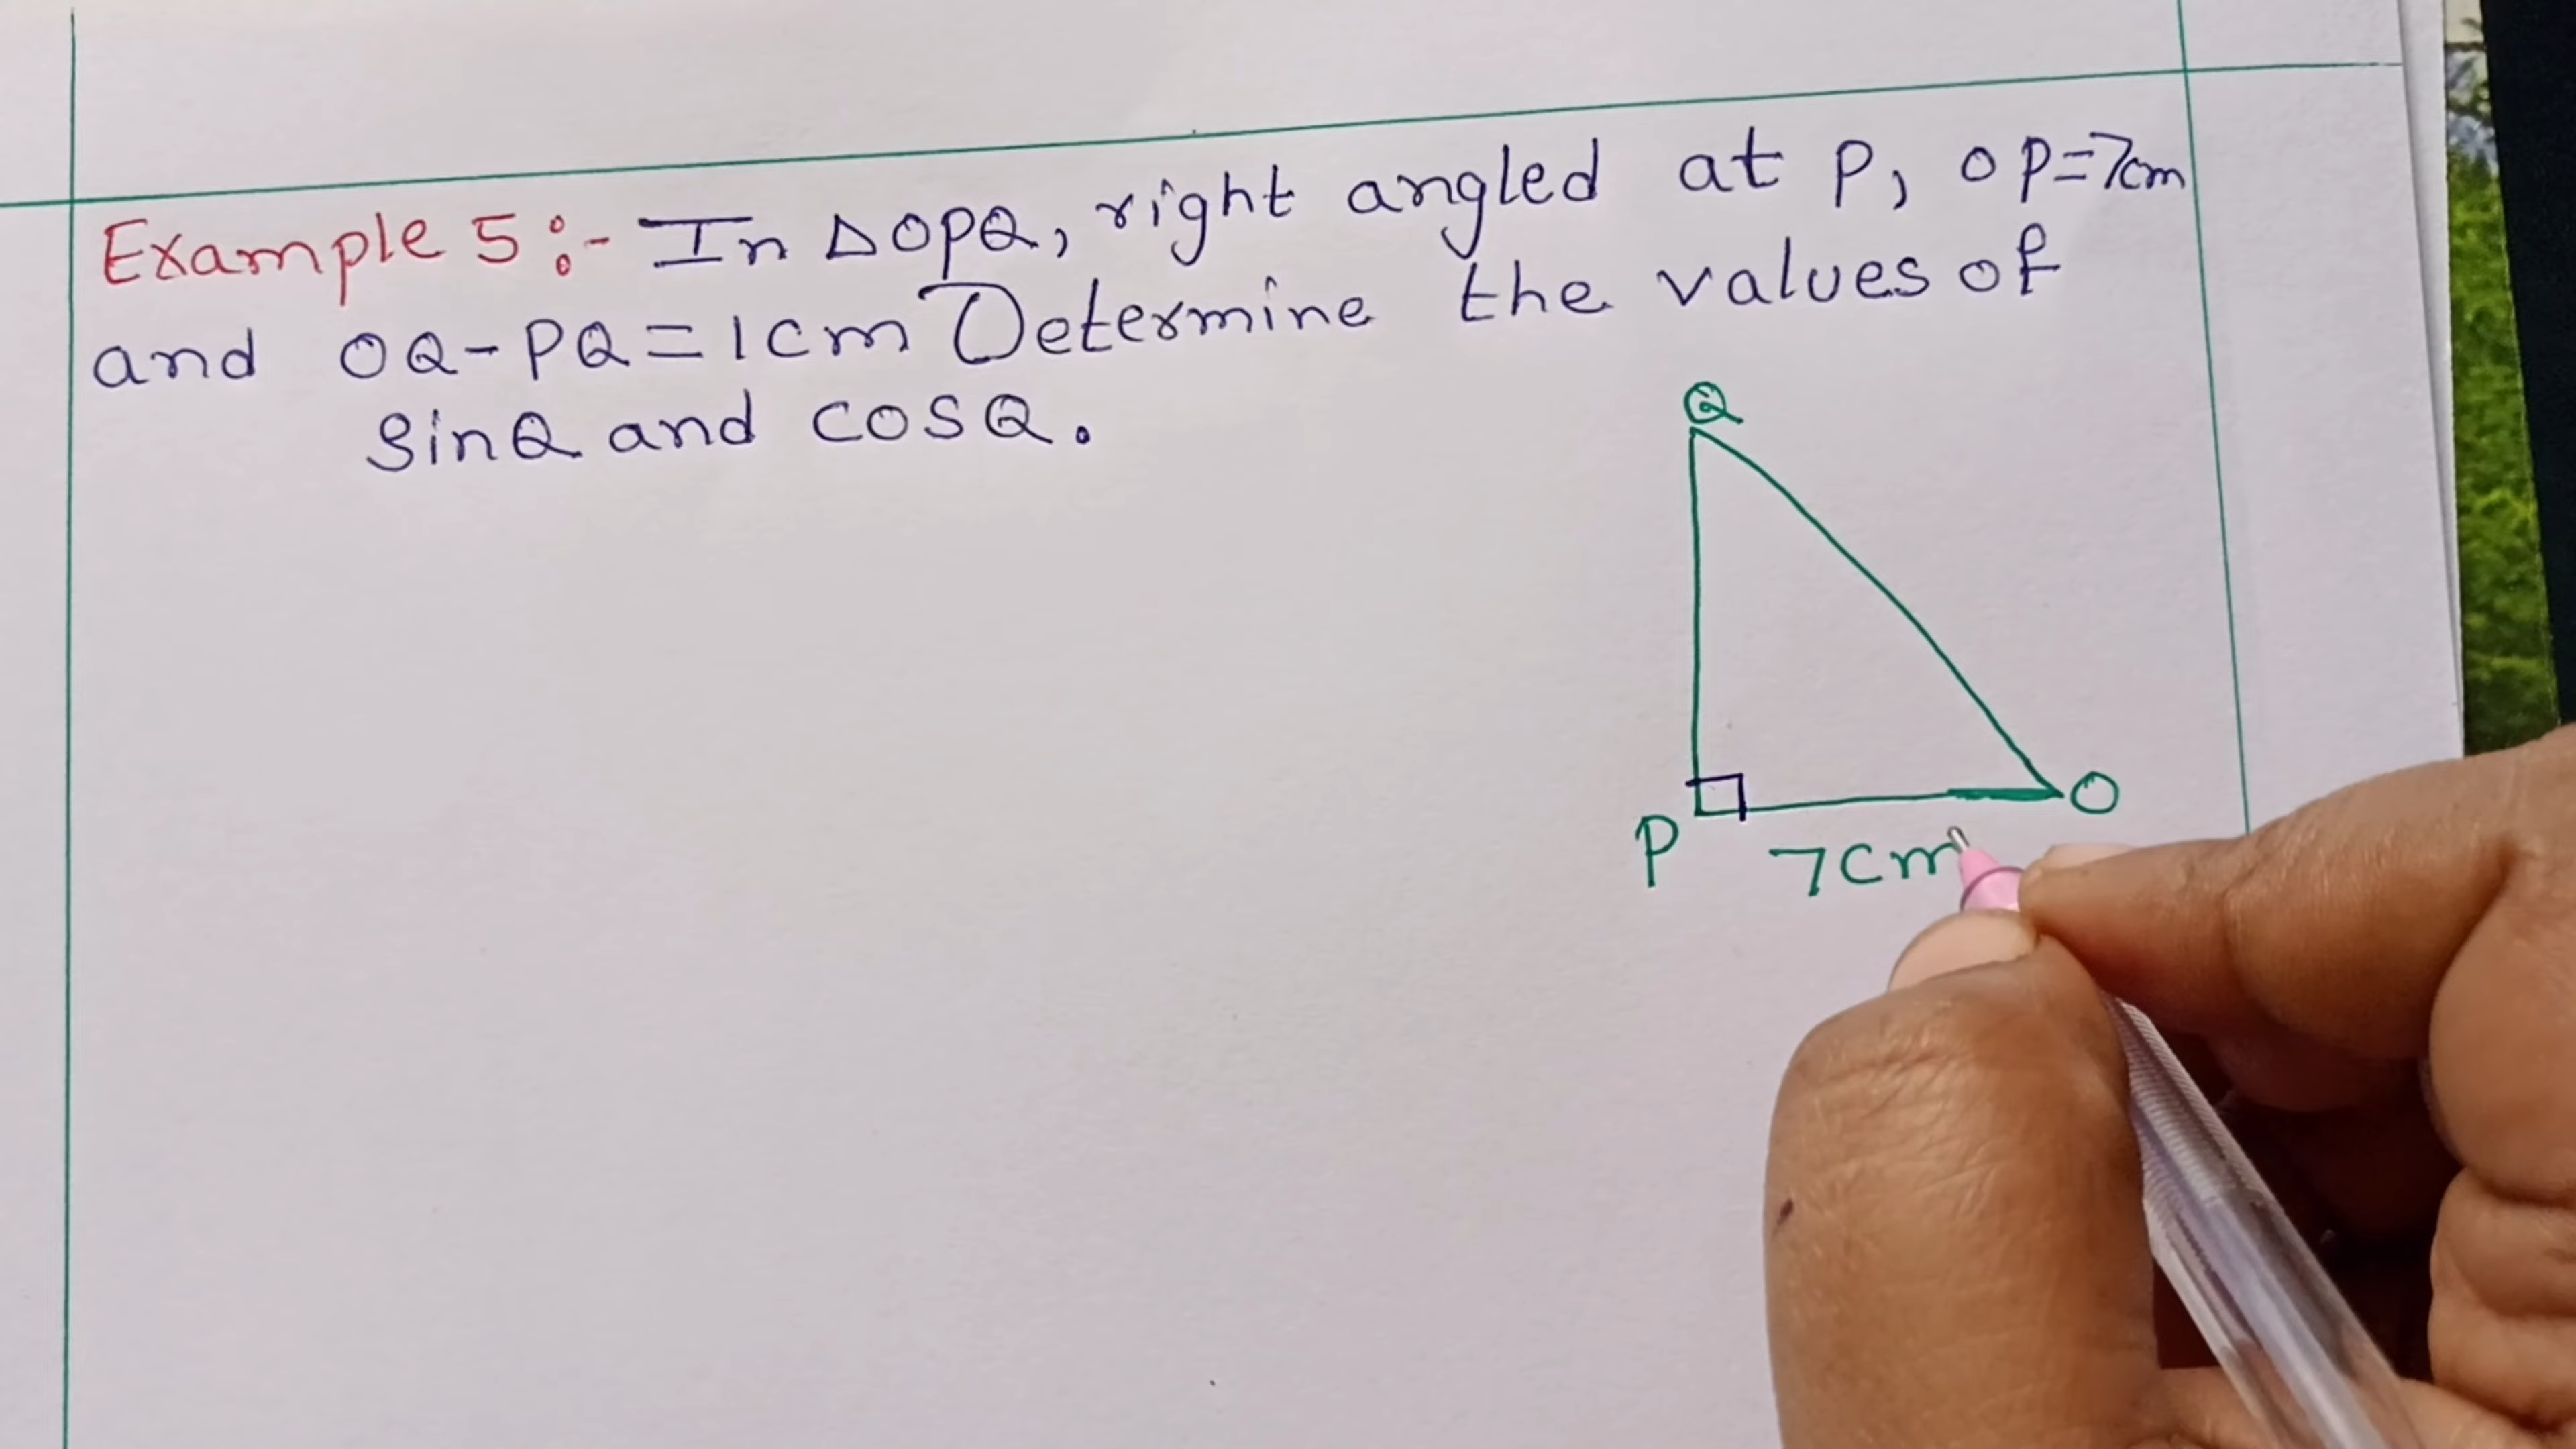 Example 5:- In ΔOPQ, right angled at P, OP=7cm
and OQ-PQ=1cm Determine the values of
sinQ and cosQ.
Q
P
O
7cm